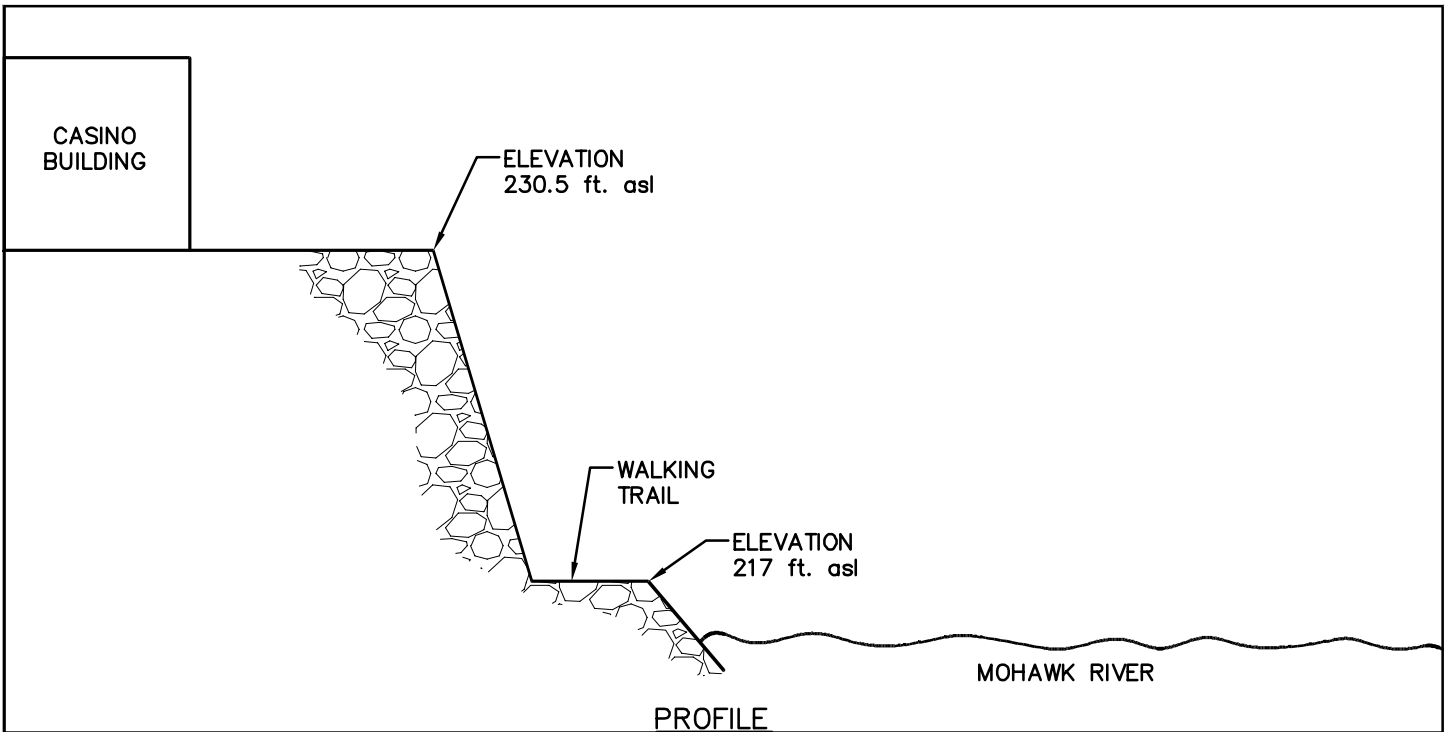 CASINO
BUILDING
ELEVATION
230.5 ft. asl
WALKING
TRAIL
ELEVATION
217 ft. asl
MOHAWK RIVER
PROFILE